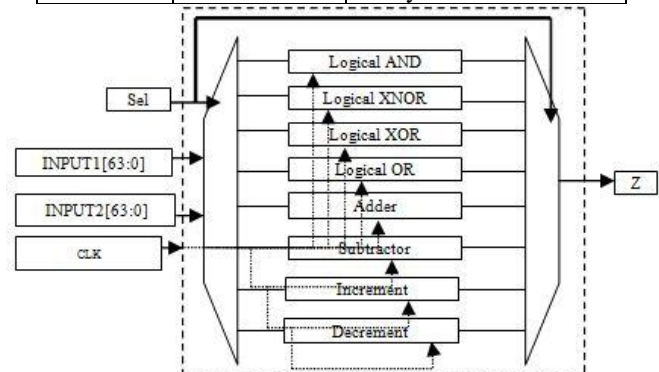 Logical AND
Sel
Logical XNOR
Logical XOR
INPUT1[63:0]
Logical OR
Z
INPUT2[63:0]
Adder
CLK
Subtractor
Increment
Decrement